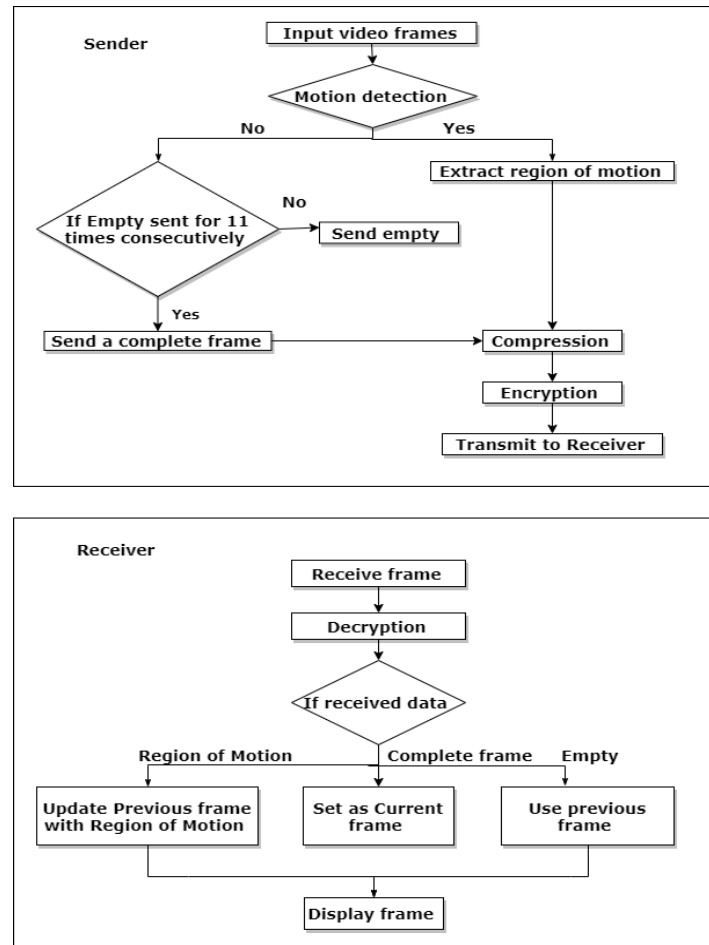 Sender
Input video frames
Motion detection
No
Yes
Extract region of motion
If Empty sent for 11
times consecutively
No
Send empty
Yes
Send a complete frame
Compression
Encryption
Transmit to Receiver
Receiver
Receive frame
Decryption
If received data
Region of Motion
Complete frame
Empty
Update Previous frame
with Region of Motion
Set as Current
frame
Use previous
frame
Display frame